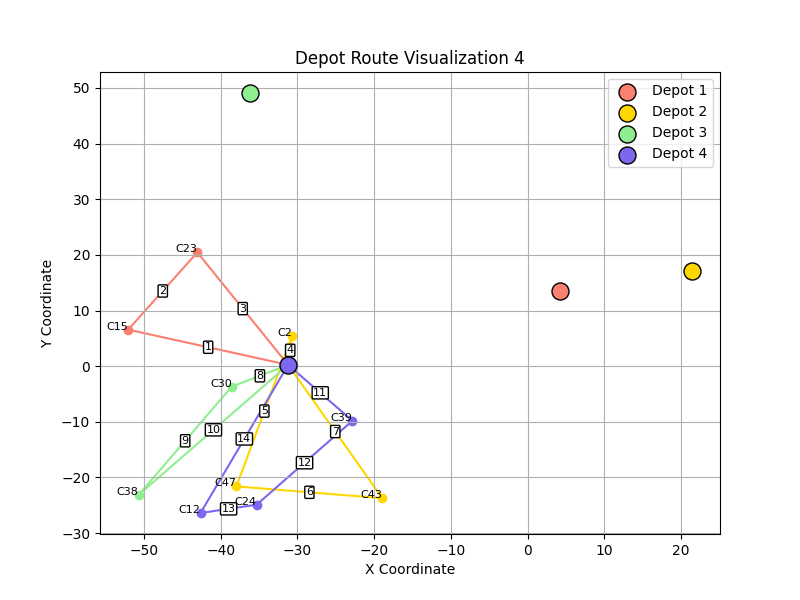 Depot Route Visualization 4
Depot 1
Depot 2
Depot 3
Depot 4
Y Coordinate
50
40
30
20
10
0
−10
−20
−30
C23
2
3
C15
1
C2
4
8
C30
11
5
C39
10
7
9
14
12
C47
C38
6
C43
C24
C12
13
−50
−40
−30
−20
−10
0
10
20
X Coordinate